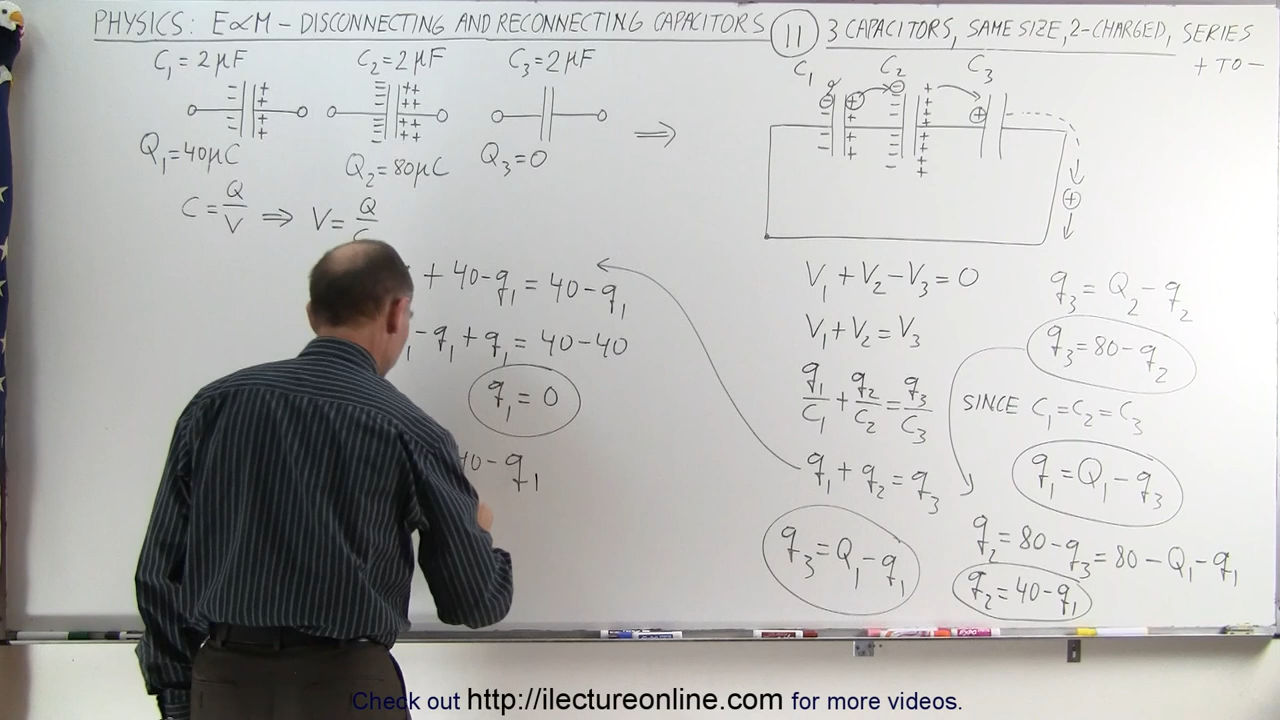 PHYSICS: E∝M – DISCONNECTING AND RECONNECTING CAPACITORS (11) 3 CAPACITORS, SAME SIZE, 2-CHARGED, SERIES
+ TO –
C₁ = 2μF
C₂ = 2μF
C₃ = 2μF
Q₁ = 40μC
Q₂ = 80μC
Q₃ = 0
⇒
C₁
C₂
C₃
C = Q/V ⇒ V = Q/
+ 40 - q₁ = 40 - q₁
- q₁ + q₁ = 40 - 40
q₁ = 0
- q₁
V₁ + V₂ - V₃ = 0
V₁ + V₂ = V₃
q₁/C₁ + q₂/C₂ = q₃/C₃
q₁ + q₂ = q₃
q₃ = Q₁ - q₁
q₃ = Q₂ - q₂
q₃ = 80 - q₂
SINCE C₁ = C₂ = C₃
q₁ = Q₁ - q₃
q₂ = 80 - q₃ = 80 - Q₁ - q₁
q₂ = 40 - q₁
Check out http://ilectureonline.com for more videos.